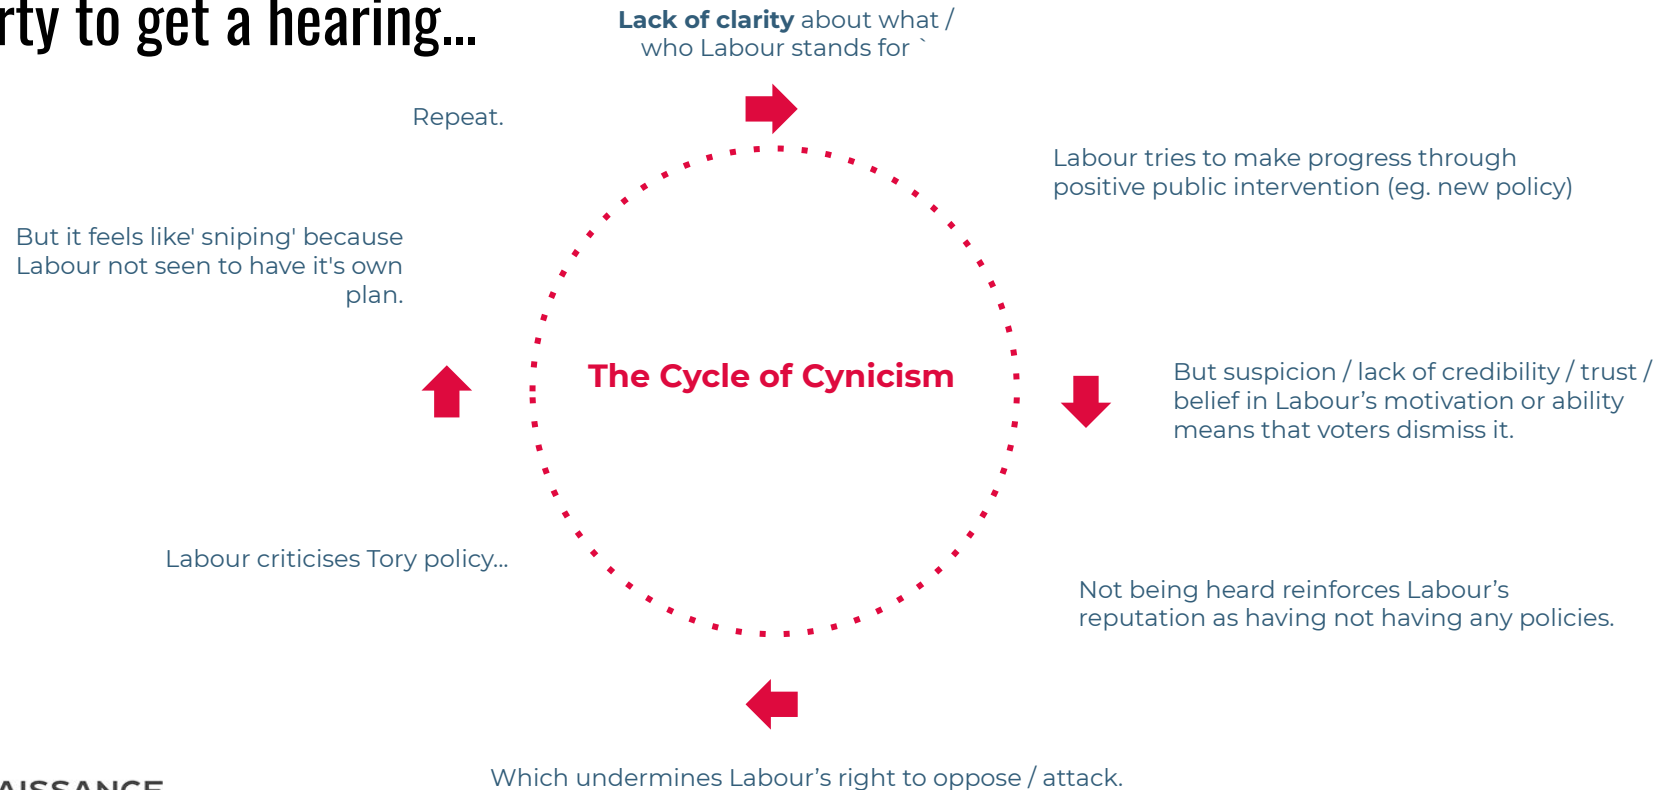 rty to get a hearing...
Lack of clarity about what /
who Labour stands for `
Labour tries to make progress through
positive public intervention (eg. new policy)
But suspicion / lack of credibility / trust /
belief in Labour’s motivation or ability
means that voters dismiss it.
Not being heard reinforces Labour’s
reputation as having not having any policies.
Which undermines Labour’s right to oppose / attack.
Labour criticises Tory policy...
But it feels like' sniping' because
Labour not seen to have it's own
plan.
Repeat.
The Cycle of Cynicism
AISSANCE